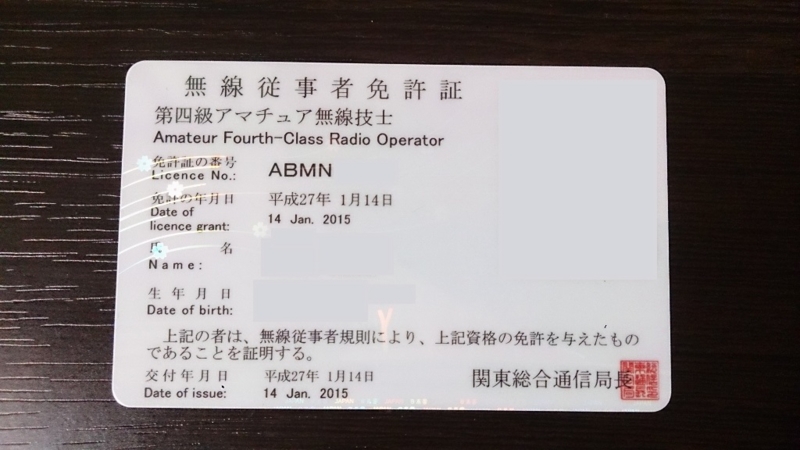 無線従事者免許証
第四級アマチュア無線技士
Amateur Fourth-Class Radio Operator
免許証の番号
Licence No.: ABMN
免許の年月日 平成27年 1月14日
Date of
licence grant: 14 Jan. 2015
氏 名
Name:
生年月日
Date of birth:
上記の者は、無線従事者規則により、上記資格の免許を与えたもの
であることを証明する。
交付年月日 平成27年 1月14日
Date of issue: 14 Jan. 2015
関東総合通信局長